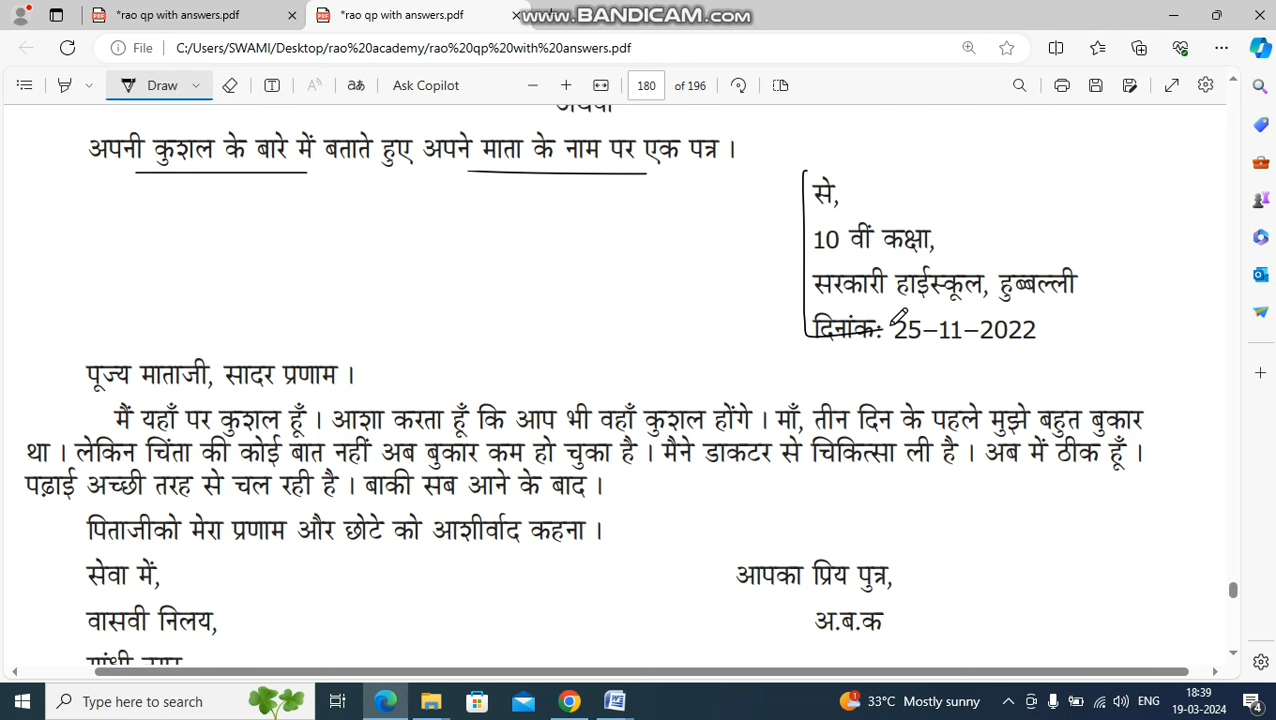 *rao qp with answers.pdf
*rao qp with answers.pdf
www.BANDICAM.com
File C:/Users/SWAMI/Desktop/rao%20academy/rao%20qp%20with%20answers.pdf
Draw aあ Ask Copilot 180 of 196
अथवा
अपनी कुशल के बारे में बताते हुए अपने माता के नाम पर एक पत्र ।
से,
10 वीं कक्षा,
सरकारी हाईस्कूल, हुब्बल्ली
दिनांक: 25–11–2022
पूज्य माताजी, सादर प्रणाम ।
मैं यहाँ पर कुशल हूँ । आशा करता हूँ कि आप भी वहाँ कुशल होंगे । माँ, तीन दिन के पहले मुझे बहुत बुकार
था । लेकिन चिंता की कोई बात नहीं अब बुकार कम हो चुका है । मैने डाकटर से चिकित्सा ली है । अब में ठीक हूँ ।
पढ़ाई अच्छी तरह से चल रही है । बाकी सब आने के बाद ।
पिताजीको मेरा प्रणाम और छोटे को आशीर्वाद कहना ।
सेवा में, आपका प्रिय पुत्र,
वासवी निलय, अ.ब.क
गांधी नगर
Type here to search 33°C Mostly sunny ENG 18:39
19-03-2024